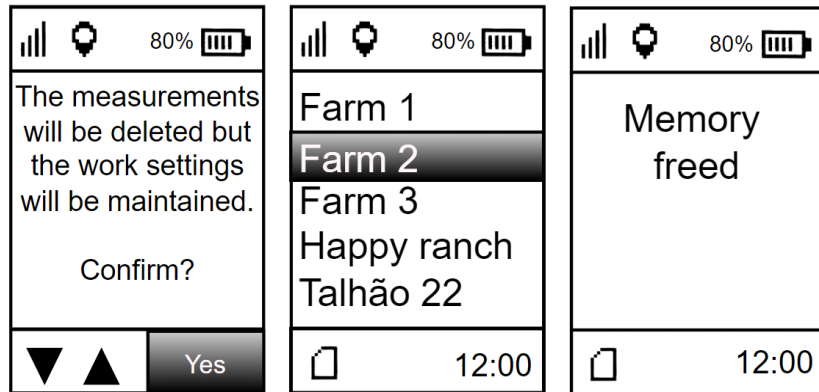 80%
The measurements
will be deleted but
the work settings
will be maintained.
Confirm?
Yes
80%
Farm 1
Farm 2
Farm 3
Happy ranch
Talhão 22
12:00
80%
Memory
freed
12:00